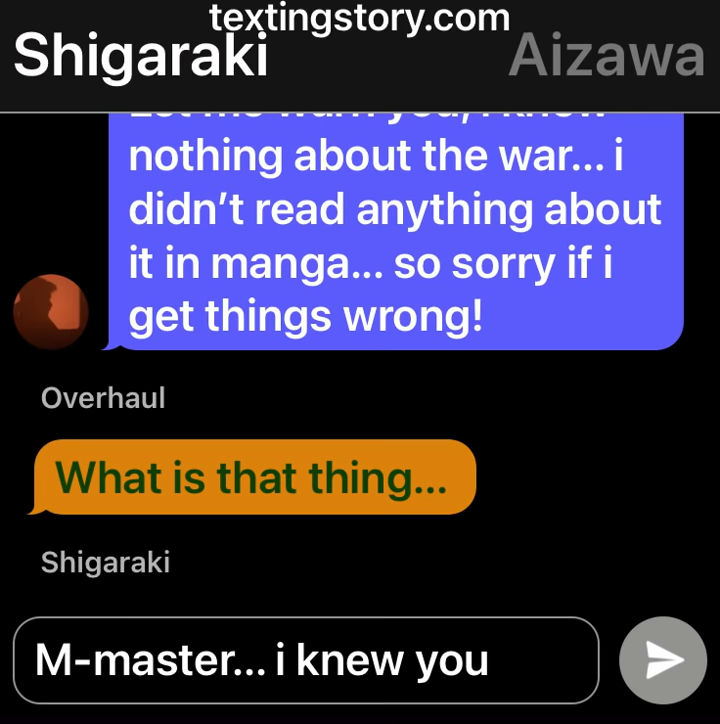 textingstory.com
Shigaraki Aizawa
nothing about the war... i
didn't read anything about
it in manga... so sorry if i
get things wrong!
Overhaul
What is that thing...
Shigaraki
M-master... i knew you